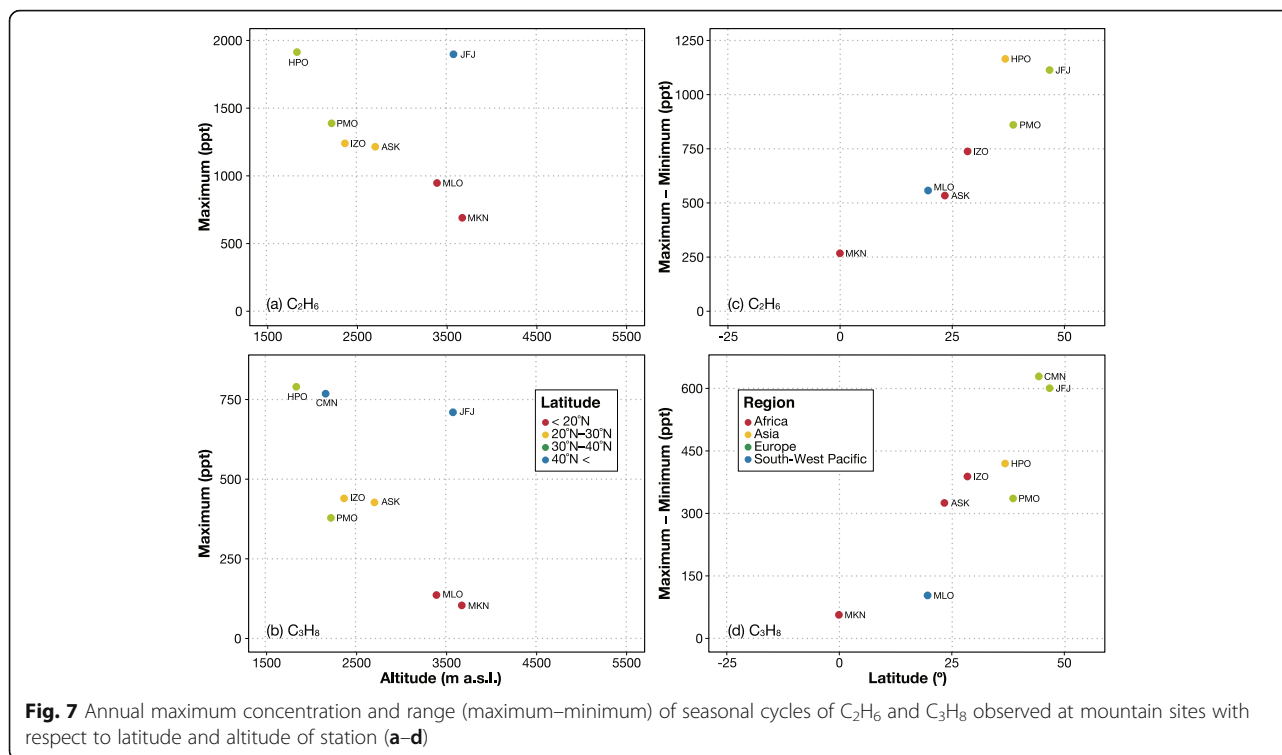 2000
1500
1000
500
0
Maximum (ppt)
HPO
JFJ
PMO
IZO
ASK
MLO
MKN
(a) C₂H₆
1500 2500 3500 4500 5500
1250
1000
750
500
250
0
Maximum – Minimum (ppt)
HPO
JFJ
PMO
IZO
MLO
ASK
MKN
(c) C₂H₆
-25 0 25 50
750
500
250
0
Maximum (ppt)
HPO
CMN
JFJ
IZO
ASK
PMO
MLO
MKN
Latitude
< 20°N
20°N–30°N
30°N–40°N
40°N <
(b) C₃H₈
1500 2500 3500 4500 5500
Altitude (m a.s.l.)
600
450
300
150
0
Maximum – Minimum (ppt)
CMN
JFJ
HPO
IZO
ASK
PMO
MLO
MKN
Region
Africa
Asia
Europe
South-West Pacific
(d) C₃H₈
-25 0 25 50
Latitude (º)
Fig. 7 Annual maximum concentration and range (maximum–minimum) of seasonal cycles of C₂H₆ and C₃H₈ observed at mountain sites with
respect to latitude and altitude of station (a–d)